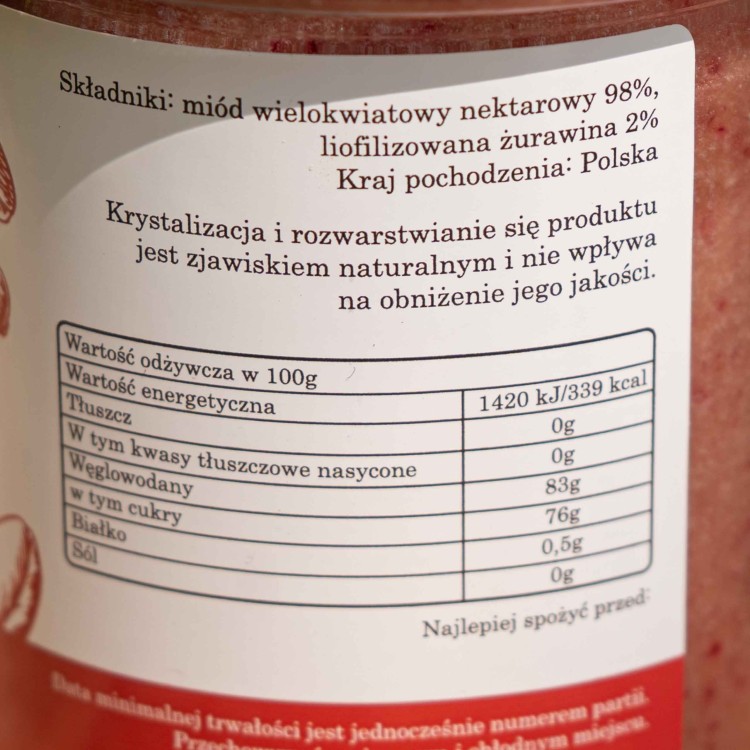 Składniki: miód wielokwiatowy nektarowy 98%,
liofilizowana żurawina 2%
Kraj pochodzenia: Polska
Krystalizacja i rozwarstwianie się produktu
jest zjawiskiem naturalnym i nie wpływa
na obniżenie jego jakości.
Wartość odżywcza w 100g
Wartość energetyczna 1420 kJ/339 kcal
Tłuszcz 0g
W tym kwasy tłuszczowe nasycone 0g
Węglowodany 83g
w tym cukry 76g
Białko 0,5g
Sól 0g
Najlepiej spożyć przed:
Data minimalnej trwałości jest jednocześnie numerem partii.
i chłodnym miejscu.